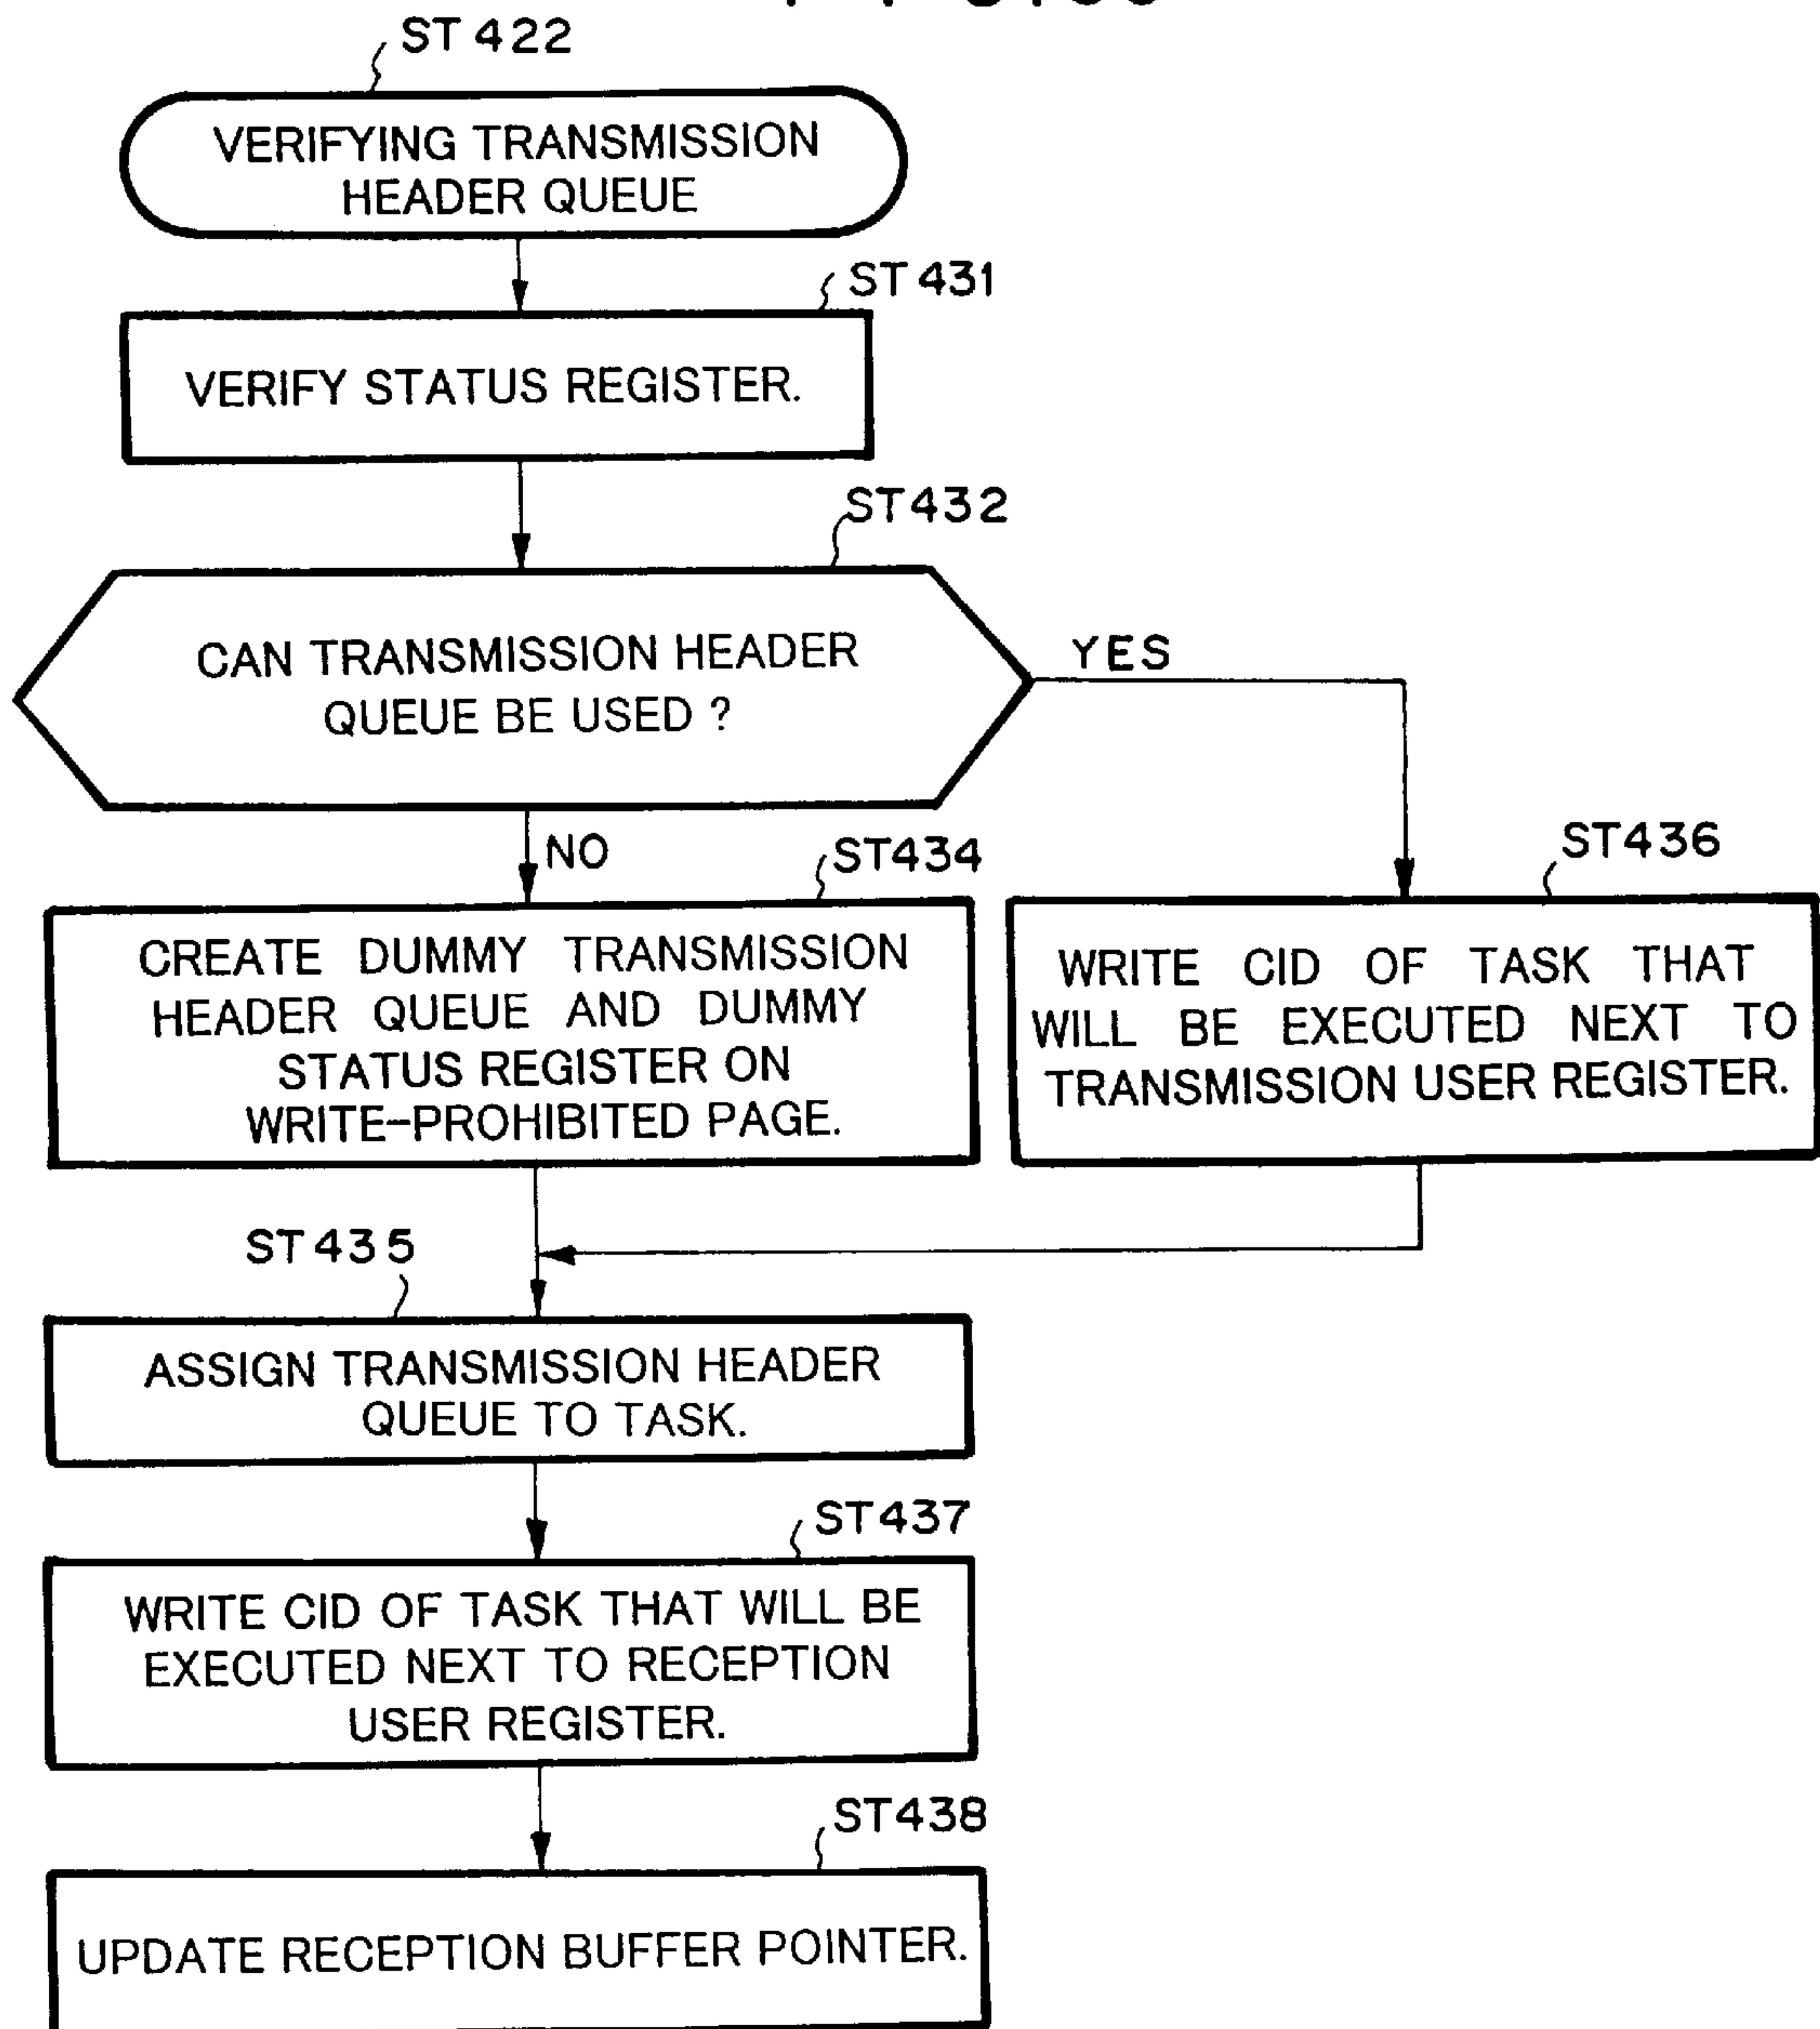 ST 422
VERIFYING TRANSMISSION
HEADER QUEUE
ST 431
VERIFY STATUS REGISTER.
ST432
CAN TRANSMISSION HEADER
QUEUE BE USED ?
YES
NO
ST434
CREATE DUMMY TRANSMISSION
HEADER QUEUE AND DUMMY
STATUS REGISTER ON
WRITE-PROHIBITED PAGE.
ST436
WRITE CID OF TASK THAT
WILL BE EXECUTED NEXT TO
TRANSMISSION USER REGISTER.
ST435
ASSIGN TRANSMISSION HEADER
QUEUE TO TASK.
ST437
WRITE CID OF TASK THAT WILL BE
EXECUTED NEXT TO RECEPTION
USER REGISTER.
ST438
UPDATE RECEPTION BUFFER POINTER.